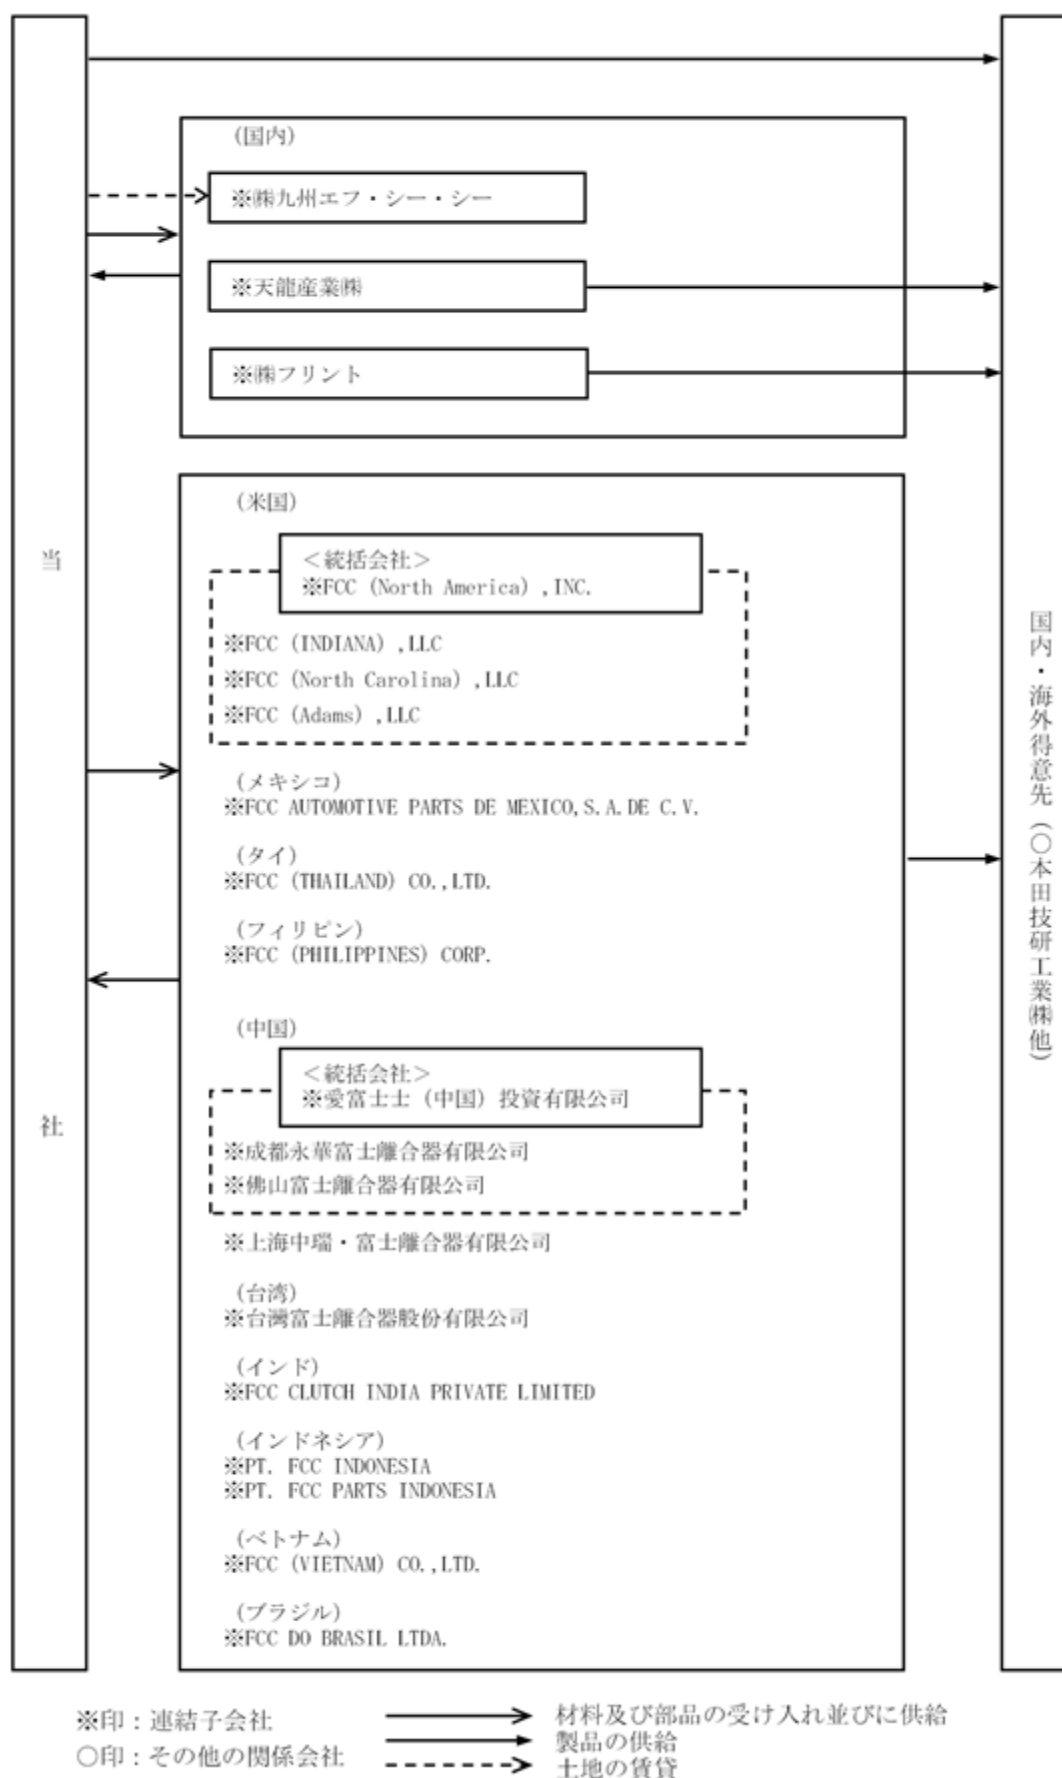 当社
(国内)
※㈱九州エフ・シー・シー
※天龍産業㈱
※㈱フリント
(米国)
＜統括会社＞
※FCC (North America) ,INC.
※FCC (INDIANA) ,LLC
※FCC (North Carolina) ,LLC
※FCC (Adams) ,LLC
(メキシコ)
※FCC AUTOMOTIVE PARTS DE MEXICO,S.A.DE C.V.
(タイ)
※FCC (THAILAND) CO.,LTD.
(フィリピン)
※FCC (PHILIPPINES) CORP.
(中国)
＜統括会社＞
※愛富士士（中国）投資有限公司
※成都永華富士離合器有限公司
※佛山富士離合器有限公司
※上海中瑞・富士離合器有限公司
(台湾)
※台灣富士離合器股份有限公司
(インド)
※FCC CLUTCH INDIA PRIVATE LIMITED
(インドネシア)
※PT. FCC INDONESIA
※PT. FCC PARTS INDONESIA
(ベトナム)
※FCC (VIETNAM) CO.,LTD.
(ブラジル)
※FCC DO BRASIL LTDA.
国内・海外得意先（○本田技研工業㈱他）
※印：連結子会社
○印：その他の関係会社
材料及び部品の受け入れ並びに供給
製品の供給
土地の賃貸